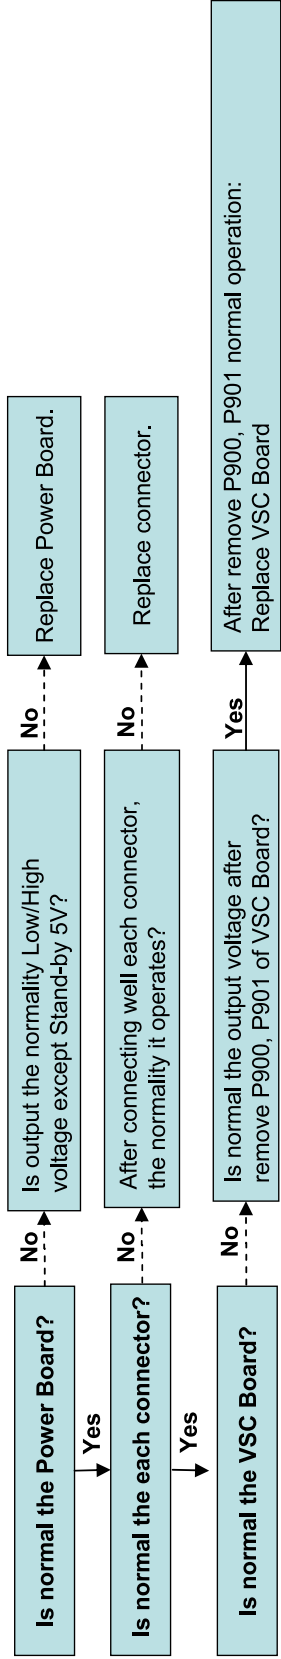 Is normal the Power Board?
No
Is output the normality Low/High
voltage except Stand-by 5V?
No
Replace Power Board.
Yes
Is normal the each connector?
No
After connecting well each connector,
the normality it operates?
No
Replace connector.
Yes
Is normal the VSC Board?
No
Is normal the output voltage after
remove P900, P901 of VSC Board?
Yes
After remove P900, P901 normal operation:
Replace VSC Board